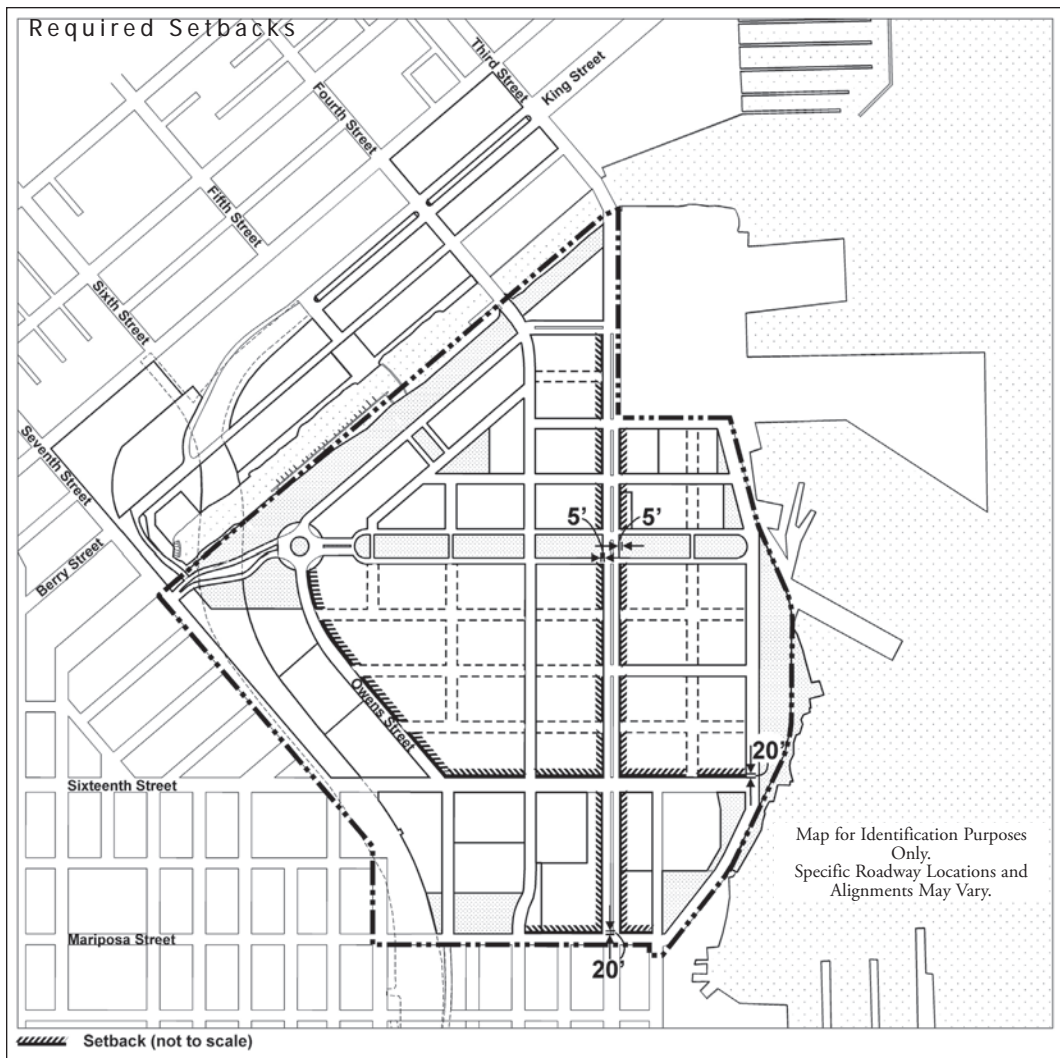 Required Setbacks
Third Street
King Street
Fourth Street
Fifth Street
Sixth Street
Seventh Street
Berry Street
5'
5'
Owens Street
20'
Sixteenth Street
Map for Identification Purposes
Only.
Specific Roadway Locations and
Alignments May Vary.
Mariposa Street
20'
Setback (not to scale)